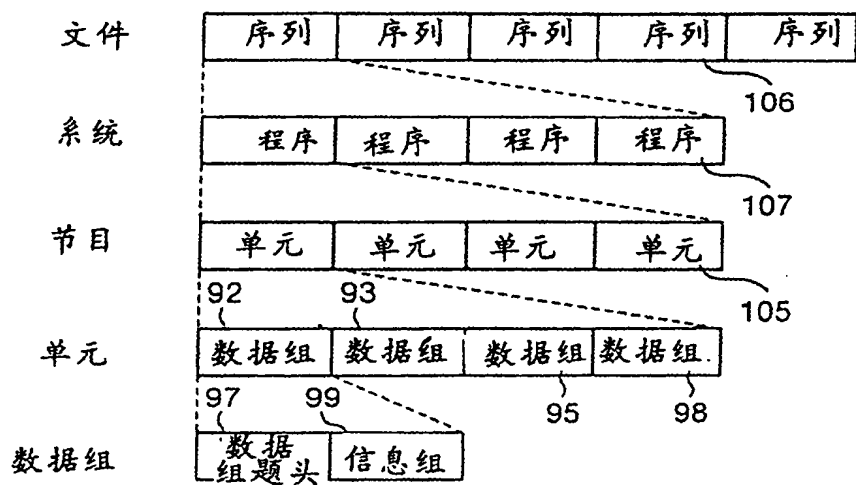 文件 序列 序列 序列 序列 序列
106
系统 程序 程序 程序 程序
107
节目 单元 单元 单元 单元
105
92 93
单元 数据组 数据组 数据组 数据组
97 99 95 98
数据组 数据 信息组
组题头